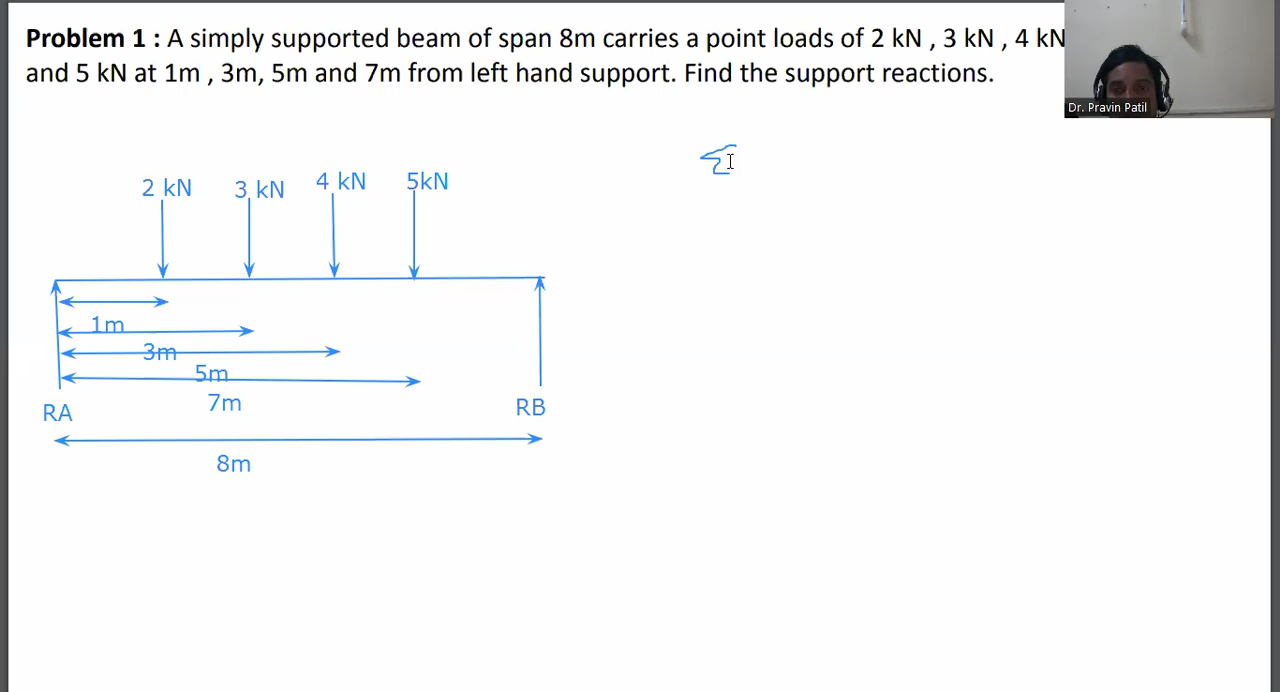 Problem 1 : A simply supported beam of span 8m carries a point loads of 2 kN , 3 kN , 4 kN
and 5 kN at 1m , 3m, 5m and 7m from left hand support. Find the support reactions.
Dr. Pravin Patil
Σ
2 kN 3 kN 4 kN 5kN
1m
3m
5m
7m
RA RB
8m